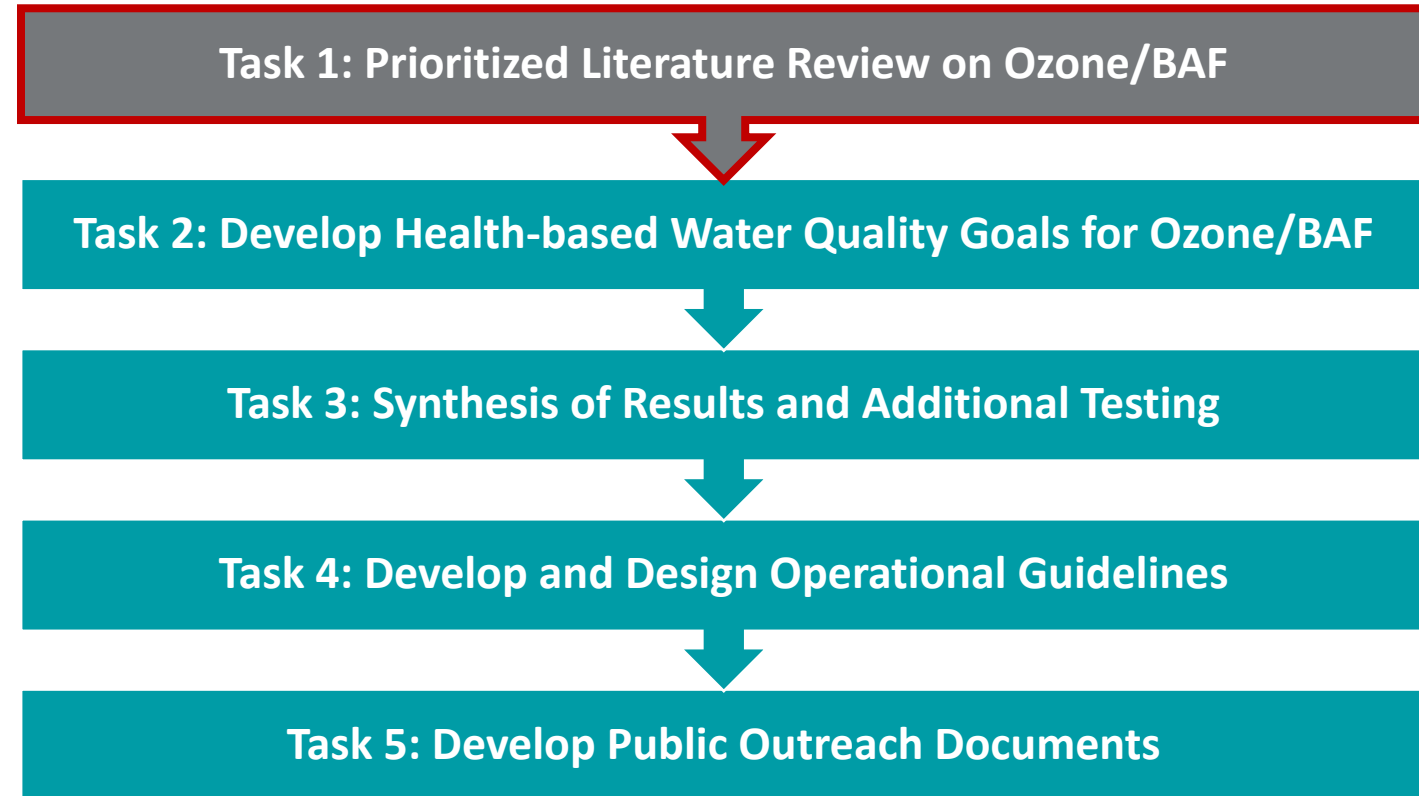 Task 1: Prioritized Literature Review on Ozone/BAF
Task 2: Develop Health-based Water Quality Goals for Ozone/BAF
Task 3: Synthesis of Results and Additional Testing
Task 4: Develop and Design Operational Guidelines
Task 5: Develop Public Outreach Documents